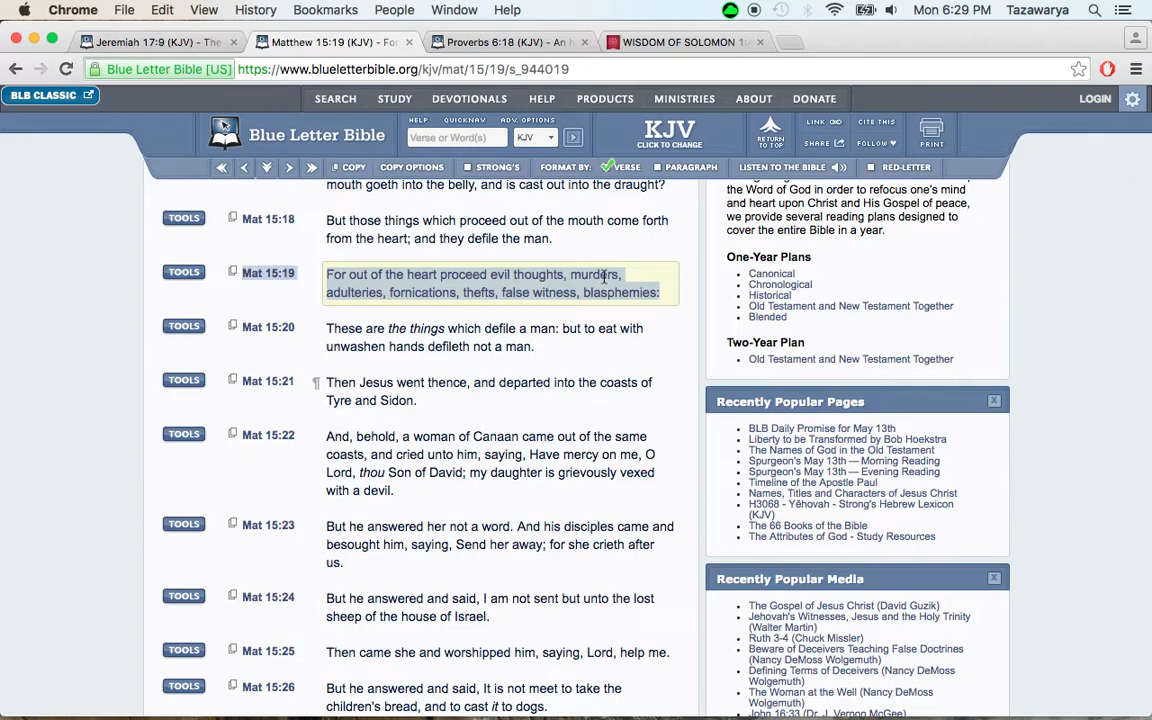 Chrome File Edit View History Bookmarks People Window Help Mon 6:29 PM Tazawarya
Jeremiah 17:9 (KJV) - The
Matthew 15:19 (KJV) - Fo
Proverbs 6:18 (KJV) - An h
WISDOM OF SOLOMON 1:
Blue Letter Bible [US] https://www.blueletterbible.org/kjv/mat/15/19/s_944019
BLB CLASSIC
SEARCH STUDY DEVOTIONALS HELP PRODUCTS MINISTRIES ABOUT DONATE LOGIN
Blue Letter Bible
HELP QUICKNAV ADV. OPTIONS
Verse or Word(s) KJV
KJV
CLICK TO CHANGE
RETURN
TO TOP
LINK CITE THIS
SHARE FOLLOW
PRINT
COPY COPY OPTIONS STRONG'S FORMAT BY: VERSE PARAGRAPH LISTEN TO THE BIBLE RED-LETTER
mouth goeth into the belly, and is cast out into the draught?
TOOLS Mat 15:18 But those things which proceed out of the mouth come forth
from the heart; and they defile the man.
TOOLS Mat 15:19 For out of the heart proceed evil thoughts, murders,
adulteries, fornications, thefts, false witness, blasphemies:
TOOLS Mat 15:20 These are the things which defile a man: but to eat with
unwashen hands defileth not a man.
TOOLS Mat 15:21 ¶ Then Jesus went thence, and departed into the coasts of
Tyre and Sidon.
TOOLS Mat 15:22 And, behold, a woman of Canaan came out of the same
coasts, and cried unto him, saying, Have mercy on me, O
Lord, thou Son of David; my daughter is grievously vexed
with a devil.
TOOLS Mat 15:23 But he answered her not a word. And his disciples came and
besought him, saying, Send her away; for she crieth after
us.
TOOLS Mat 15:24 But he answered and said, I am not sent but unto the lost
sheep of the house of Israel.
TOOLS Mat 15:25 Then came she and worshipped him, saying, Lord, help me.
TOOLS Mat 15:26 But he answered and said, It is not meet to take the
children's bread, and to cast it to dogs.
the Word of God in order to refocus one's mind
and heart upon Christ and His Gospel of peace,
we provide several reading plans designed to
cover the entire Bible in a years.
One-Year Plans
Canonical
Chronological
Historical
Old Testament and New Testament Together
Blended
Two-Year Plan
Old Testament and New Testament Together
Recently Popular Pages
BLB Daily Promise for May 13th
Liberty to be Transformed by Bob Hoekstra
The Names of God in the Old Testament
Spurgeon's May 13th — Morning Reading
Spurgeon's May 13th — Evening Reading
Timeline of the Apostle Paul
Names, Titles and Characters of Jesus Christ
H3068 - Yĕhovah - Strong's Hebrew Lexicon
(KJV)
The 66 Books of the Bible
The Attributes of God - Study Resources
Recently Popular Media
The Gospel of Jesus Christ (David Guzik)
Jehovah's Witnesses, Jesus and the Holy Trinity
(Walter Martin)
Ruth 3-4 (Chuck Missler)
Beware of Deceivers Teaching False Doctrines
(Nancy DeMoss Wolgemuth)
Defining Terms of Deceivers (Nancy DeMoss
Wolgemuth)
The Woman at the Well (Nancy DeMoss
Wolgemuth)
John 16:33 (Dr. J. Vernon McGee)